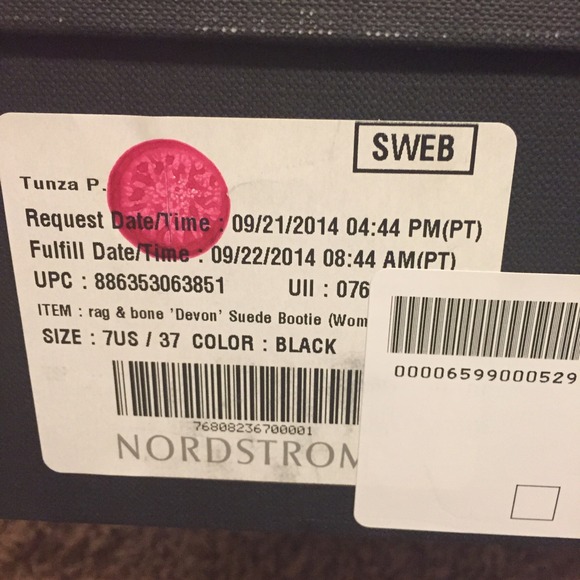 SWEB
Tunza P.
Request Date/Time : 09/21/2014 04:44 PM(PT)
Fulfill Date/Time : 09/22/2014 08:44 AM(PT)
UPC : 886353063851 UII : 076
ITEM : rag & bone 'Devon' Suede Bootie (Wom
SIZE : 7US / 37 COLOR : BLACK
76808236700001
NORDSTROM
00006599000529